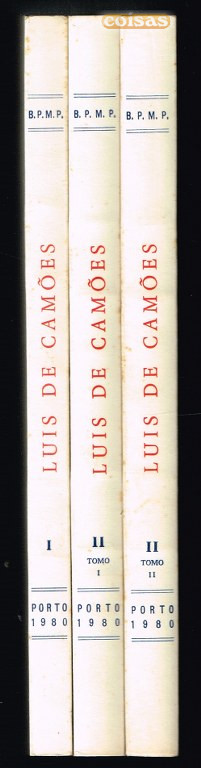 coisas
B. P. M. P.
LUIS DE CAMÕES
I
PORTO
1980
B. P. M. P.
LUIS DE CAMÕES
II
TOMO
I
PORTO
1980
B. P. M. P.
LUIS DE CAMÕES
II
TOMO
II
PORTO
1980